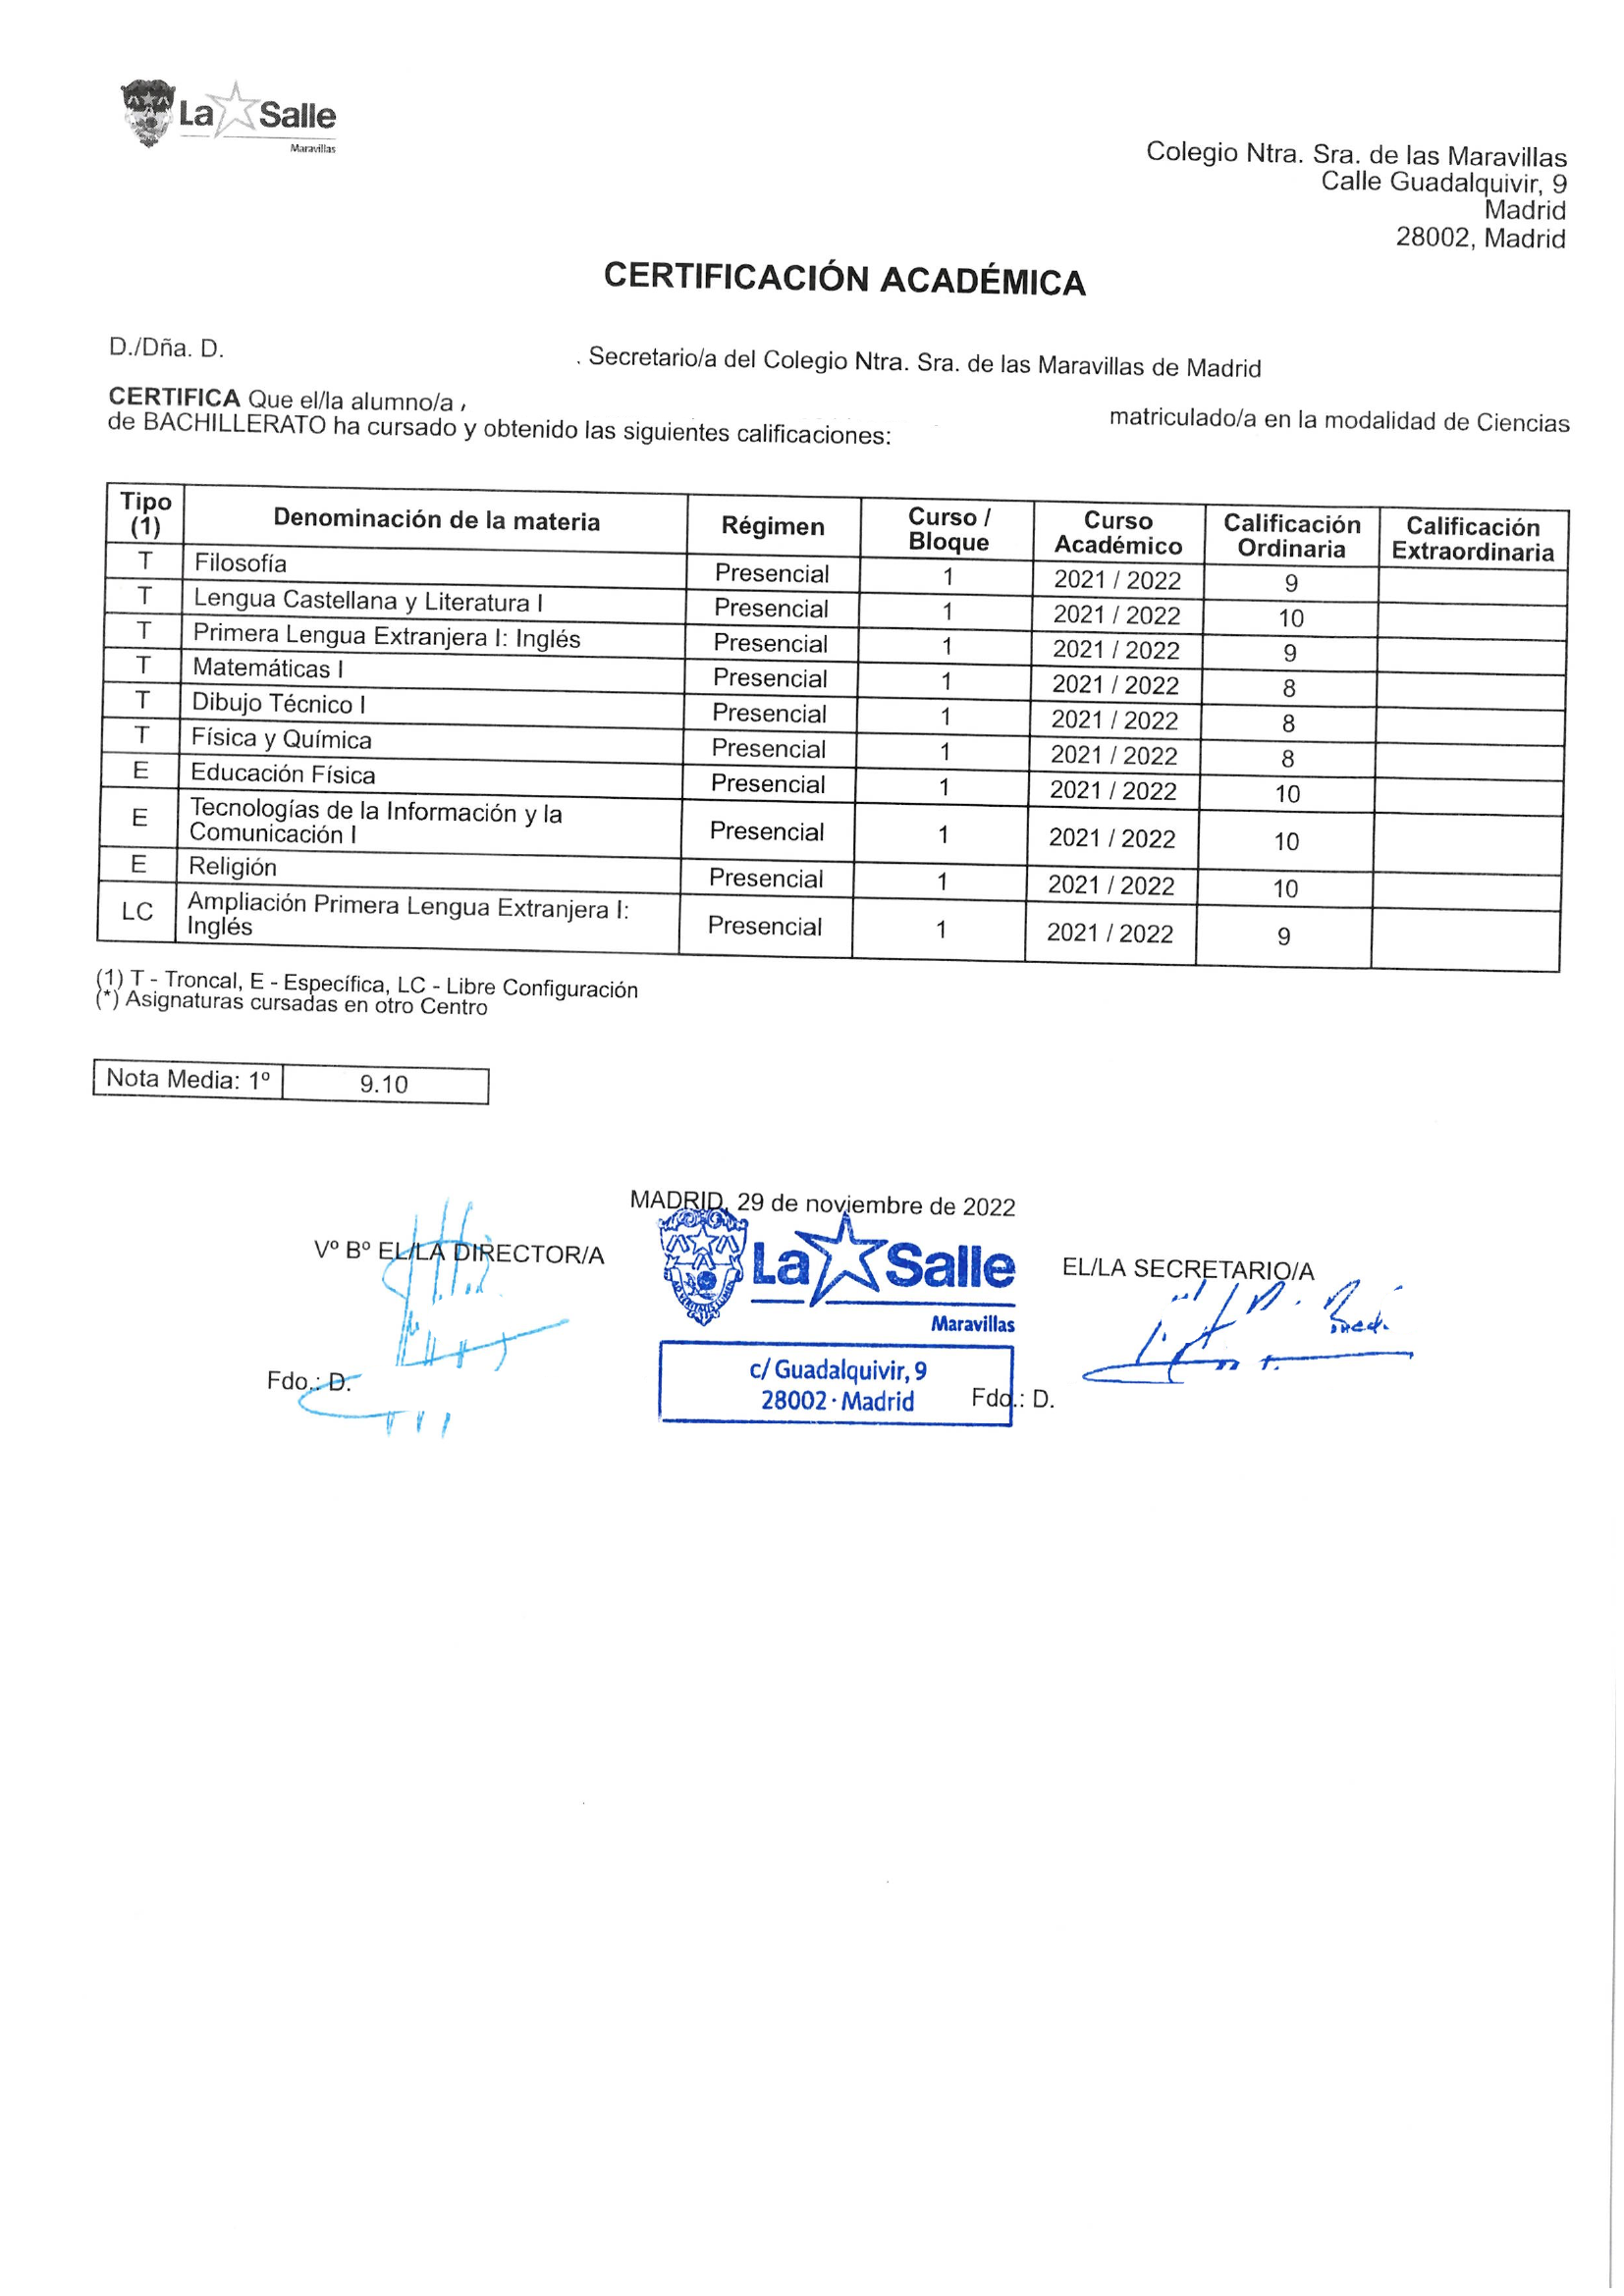 La Salle
Maravillas
Colegio Ntra. Sra. de las Maravillas
Calle Guadalquivir, 9
Madrid
28002, Madrid
CERTIFICACIÓN ACADÉMICA
D./Dña. D. . Secretario/a del Colegio Ntra. Sra. de las Maravillas de Madrid
CERTIFICA Que el/la alumno/a , matriculado/a en la modalidad de Ciencias
de BACHILLERATO ha cursado y obtenido las siguientes calificaciones:
Tipo (1) Denominación de la materia Régimen Curso / Bloque Curso Académico Calificación Ordinaria Calificación Extraordinaria
T Filosofía Presencial 1 2021 / 2022 9
T Lengua Castellana y Literatura I Presencial 1 2021 / 2022 10
T Primera Lengua Extranjera I: Inglés Presencial 1 2021 / 2022 9
T Matemáticas I Presencial 1 2021 / 2022 8
T Dibujo Técnico I Presencial 1 2021 / 2022 8
T Física y Química Presencial 1 2021 / 2022 8
E Educación Física Presencial 1 2021 / 2022 10
E Tecnologías de la Información y la Comunicación I Presencial 1 2021 / 2022 10
E Religión Presencial 1 2021 / 2022 10
LC Ampliación Primera Lengua Extranjera I: Inglés Presencial 1 2021 / 2022 9
(1) T - Troncal, E - Específica, LC - Libre Configuración
(*) Asignaturas cursadas en otro Centro
Nota Media: 1º 9.10
MADRID, 29 de noviembre de 2022
Vº Bº EL/LA DIRECTOR/A
La Salle
Maravillas
EL/LA SECRETARIO/A
c/ Guadalquivir, 9
28002 · Madrid
Fdo.: D.
Fdo.: D.